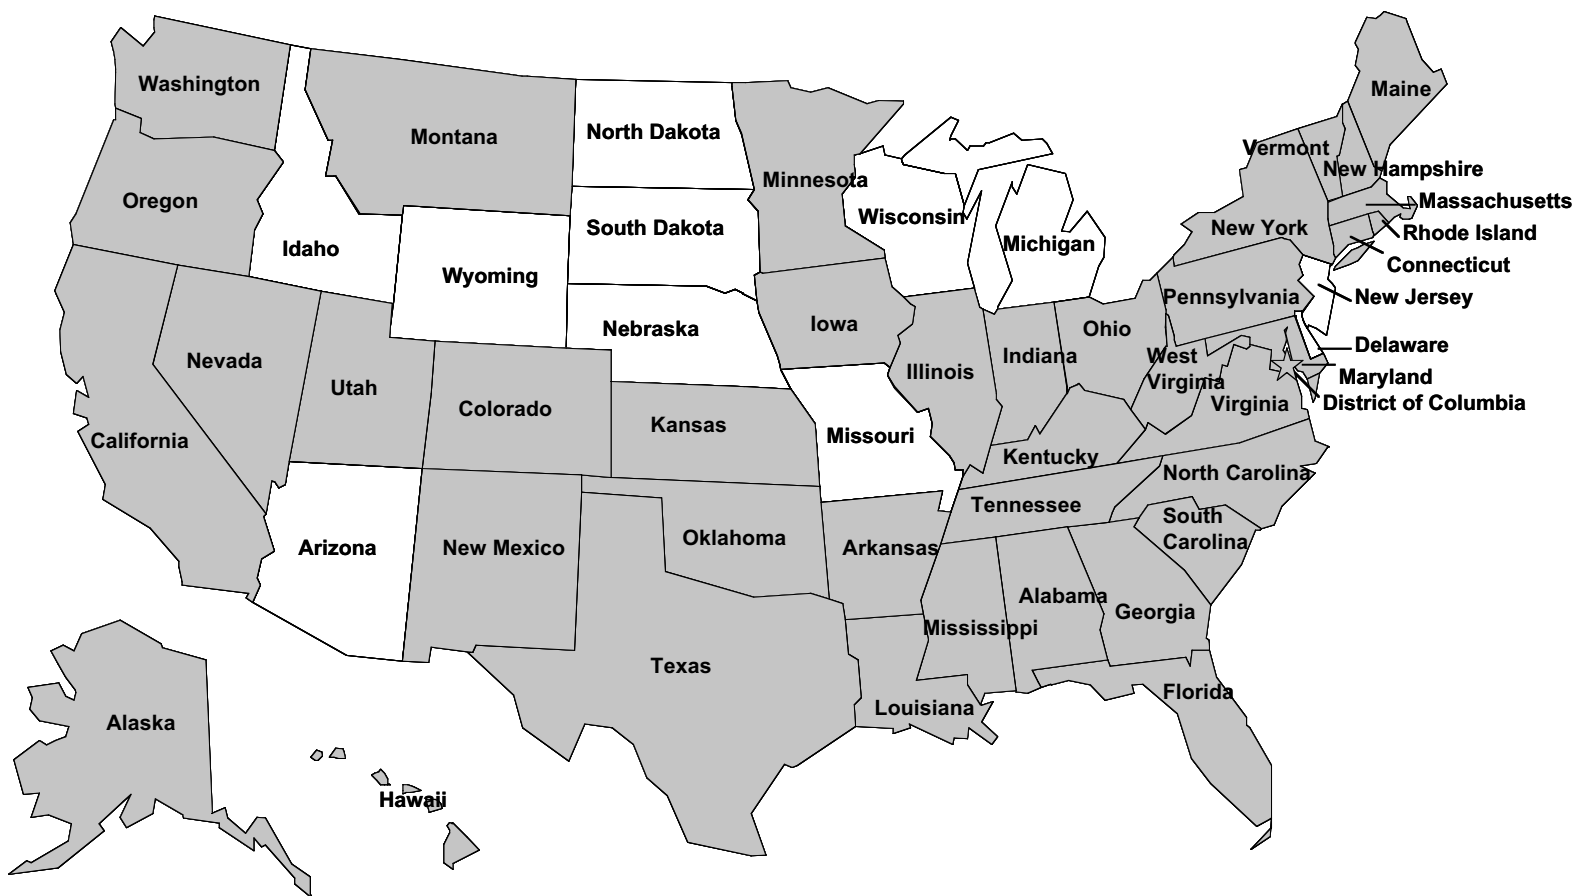 Maine
Washington
Montana
North Dakota
Vermont
New Hampshire
Minnesota
Oregon
Massachusetts
Wisconsin
South Dakota
New York
Rhode Island
Idaho
Michigan
Connecticut
Wyoming
Pennsylvania
New Jersey
Nebraska
Iowa
Ohio
Delaware
Nevada
Indiana
West
Virginia
Illinois
Maryland
Utah
Colorado
Virginia
District of Columbia
Kansas
California
Missouri
Kentucky
North Carolina
Tennessee
South
Carolina
Oklahoma
Arizona
New Mexico
Arkansas
Alabama
Georgia
Mississippi
Texas
Florida
Louisiana
Alaska
Hawaii